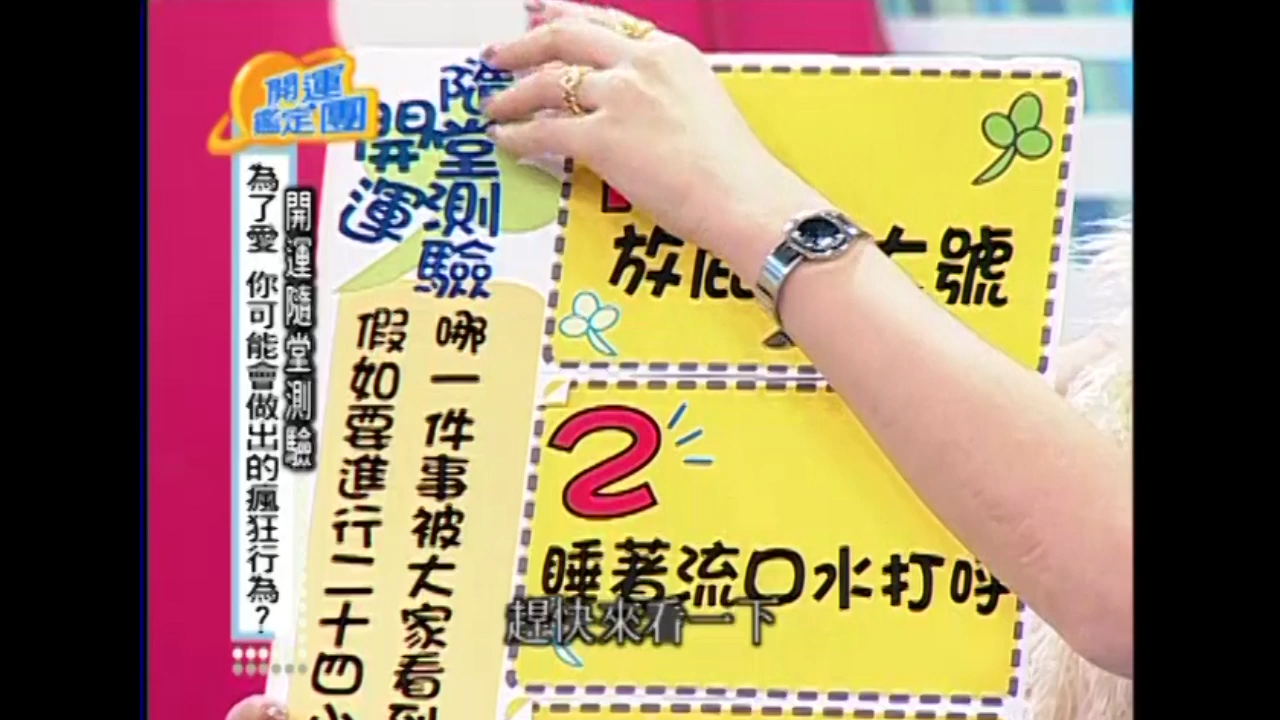 開運
鑑定團
開運隨堂測驗
為了愛 你可能會做出的瘋狂行為?
隨堂測驗
開運
假如要進行二十四小
哪一件事被大家看到
放屁
大號
2
睡著流口水打呼
趕快來看一下